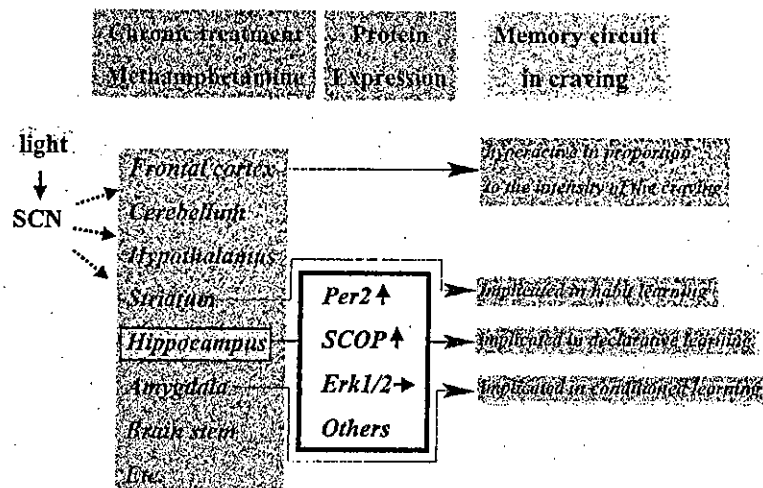 Chronic treatment
Methamphetamine
Protein
Expression
Memory circuit
in craving
light
SCN
Frontal cortex
Cerebellum
Hypothalamus
Striatum
Hippocampus
Amygdala
Brain stem
Etc.
Per2 ↑
SCOP ↑
Erk1/2 →
Others
Hyperactive in proportion
to the intensity of the craving
Implicated in habit learning
Implicated in declarative learning
Implicated in conditioned learning